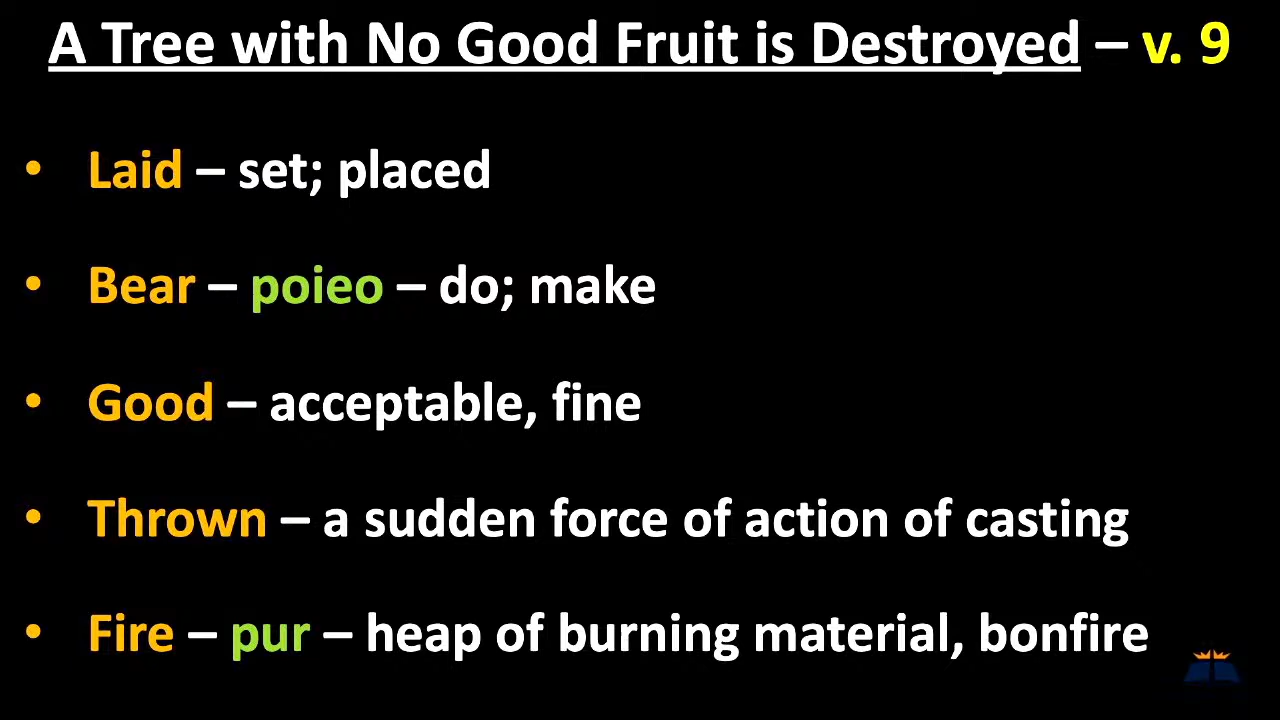 A Tree with No Good Fruit is Destroyed – v. 9
• Laid – set; placed
• Bear – poieo – do; make
• Good – acceptable, fine
• Thrown – a sudden force of action of casting
• Fire – pur – heap of burning material, bonfire